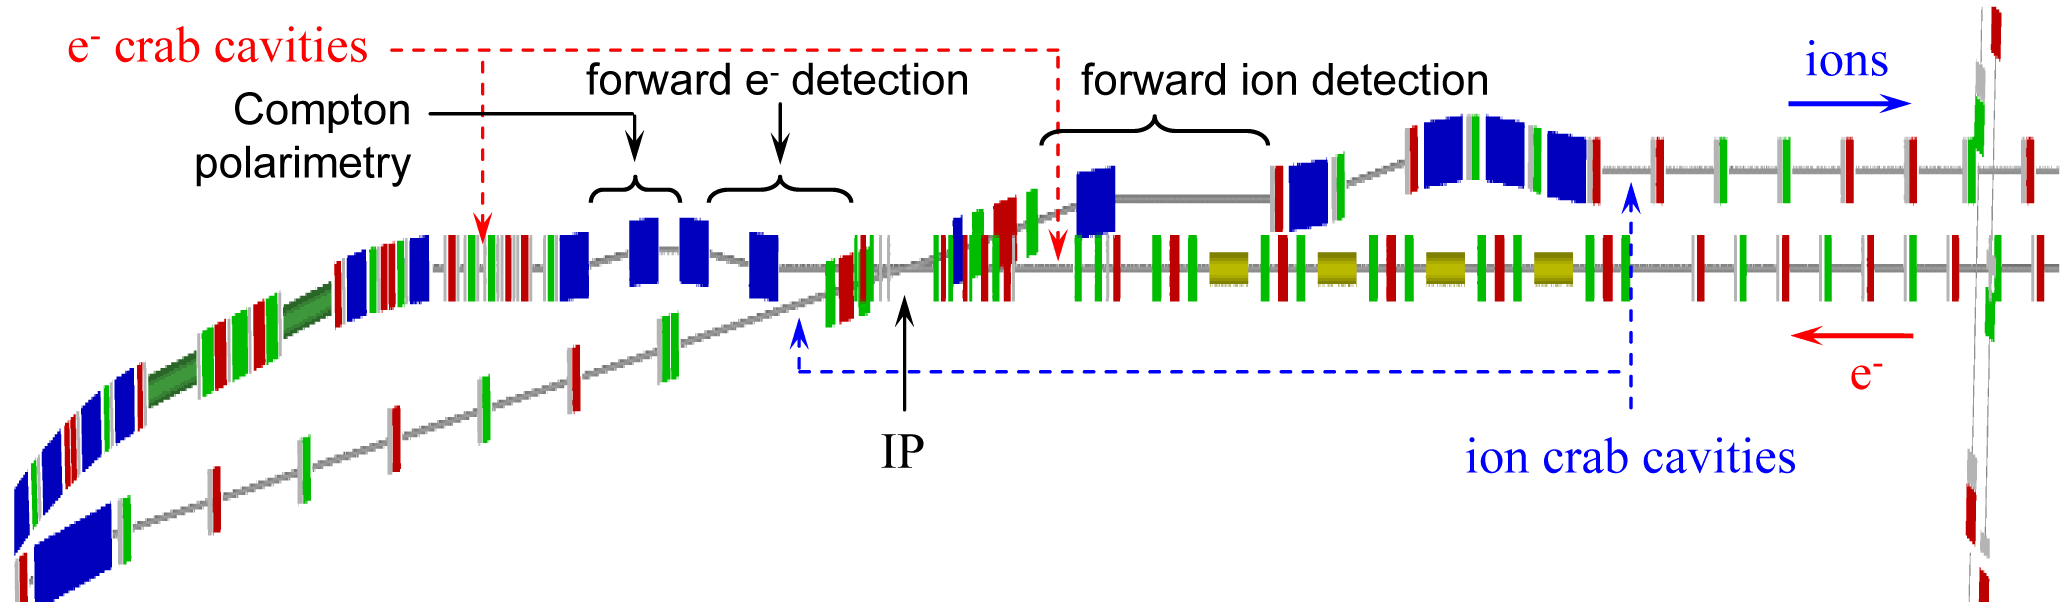 e- crab cavities
forward e- detection
forward ion detection
ions
Compton
polarimetry
e-
IP
ion crab cavities